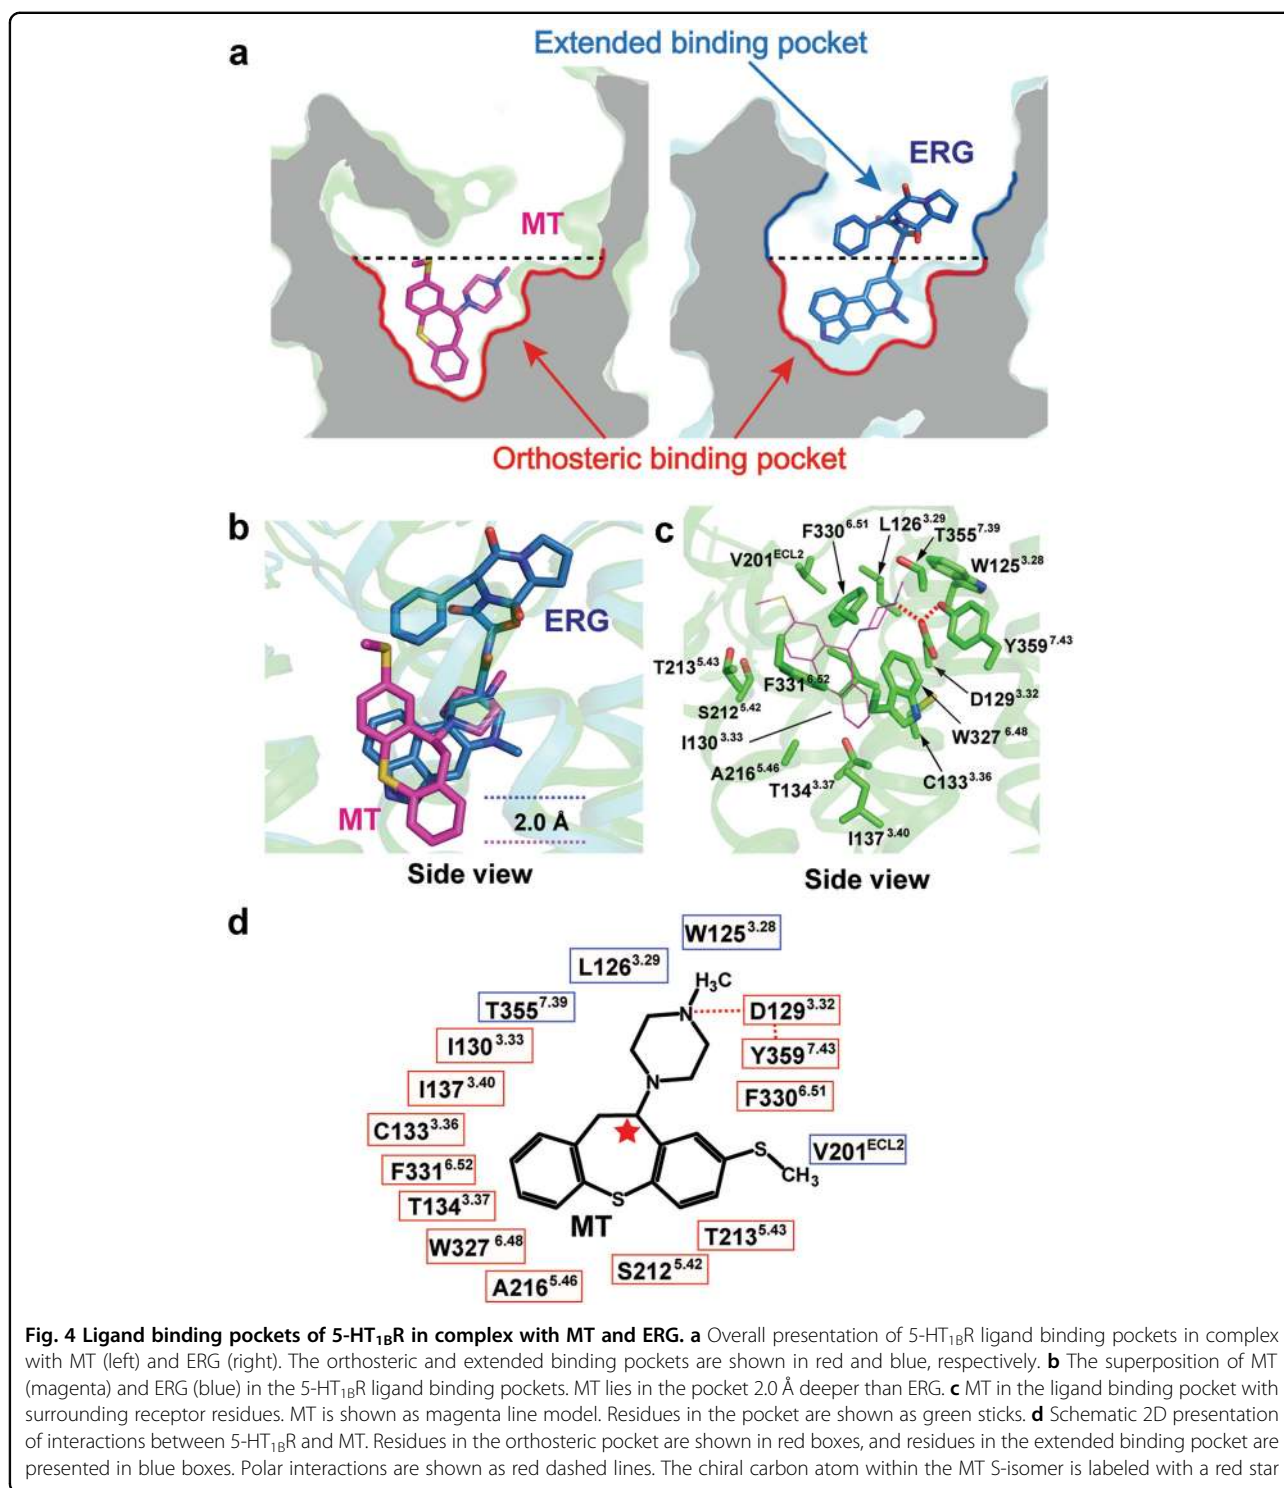 a
Extended binding pocket
MT
ERG
Orthosteric binding pocket
b
ERG
MT
2.0 Å
Side view
c
F330^6.51
L126^3.29
T355^7.39
V201^ECL2
W125^3.28
T213^5.43
F331^6.52
Y359^7.43
S212^5.42
D129^3.32
I130^3.33
W327^6.48
A216^5.46
T134^3.37
C133^3.36
I137^3.40
Side view
d
W125^3.28
L126^3.29
H₃C
T355^7.39
N
D129^3.32
I130^3.33
Y359^7.43
I137^3.40
N
F330^6.51
C133^3.36
S
V201^ECL2
F331^6.52
CH₃
T134^3.37
S
MT
T213^5.43
W327^6.48
S212^5.42
A216^5.46
Fig. 4 Ligand binding pockets of 5-HT₁BR in complex with MT and ERG. a Overall presentation of 5-HT₁BR ligand binding pockets in complex
with MT (left) and ERG (right). The orthosteric and extended binding pockets are shown in red and blue, respectively. b The superposition of MT
(magenta) and ERG (blue) in the 5-HT₁BR ligand binding pockets. MT lies in the pocket 2.0 Å deeper than ERG. c MT in the ligand binding pocket with
surrounding receptor residues. MT is shown as magenta line model. Residues in the pocket are shown as green sticks. d Schematic 2D presentation
of interactions between 5-HT₁BR and MT. Residues in the orthosteric pocket are shown in red boxes, and residues in the extended binding pocket are
presented in blue boxes. Polar interactions are shown as red dashed lines. The chiral carbon atom within the MT S-isomer is labeled with a red star